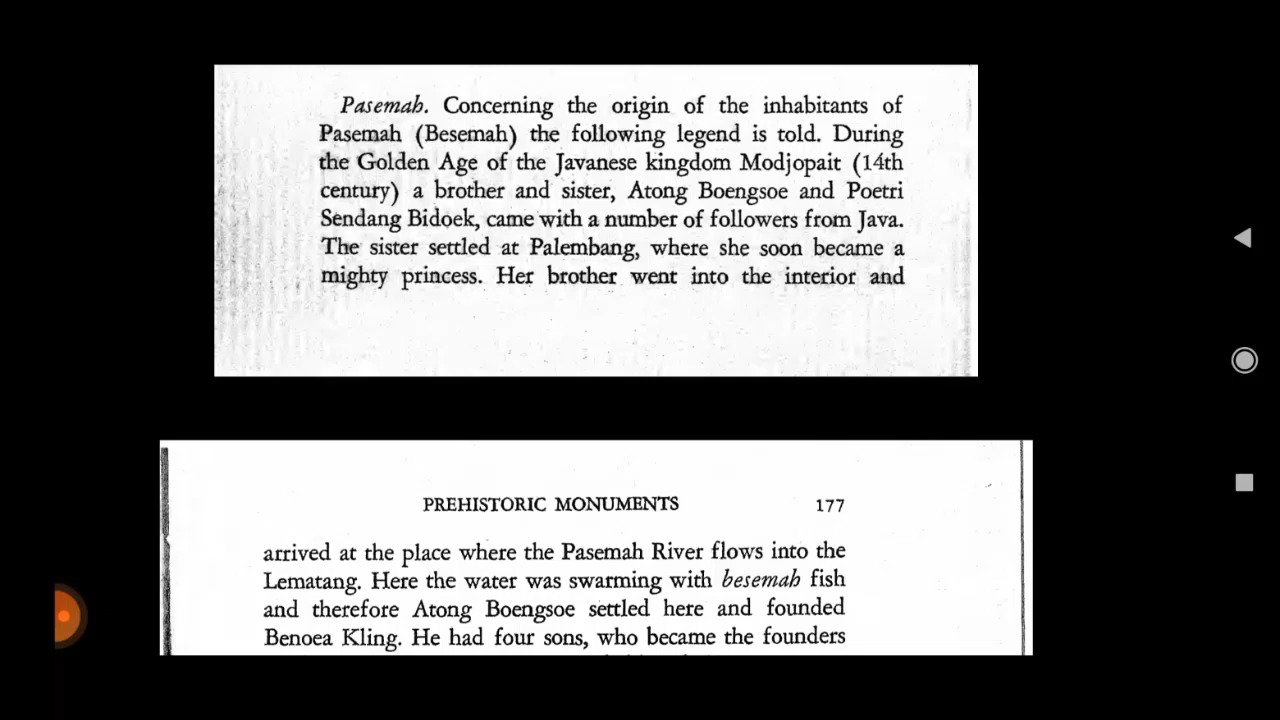 Pasemah. Concerning the origin of the inhabitants of
Pasemah (Besemah) the following legend is told. During
the Golden Age of the Javanese kingdom Modjopait (14th
century) a brother and sister, Atong Boengsoe and Poetri
Sendang Bidoek, came with a number of followers from Java.
The sister settled at Palembang, where she soon became a
mighty princess. Her brother went into the interior and
PREHISTORIC MONUMENTS 177
arrived at the place where the Pasemah River flows into the
Lematang. Here the water was swarming with besemah fish
and therefore Atong Boengsoe settled here and founded
Benoea Kling. He had four sons, who became the founders